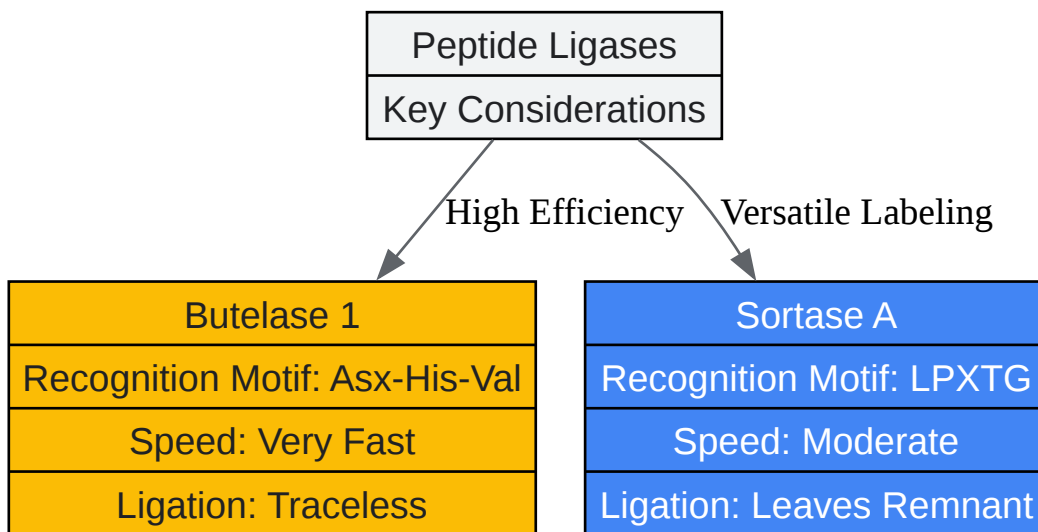 Peptide Ligases
Key Considerations
High Efficiency
Versatile Labeling
Butelase 1
Recognition Motif: Asx-His-Val
Speed: Very Fast
Ligation: Traceless
Sortase A
Recognition Motif: LPXTG
Speed: Moderate
Ligation: Leaves Remnant